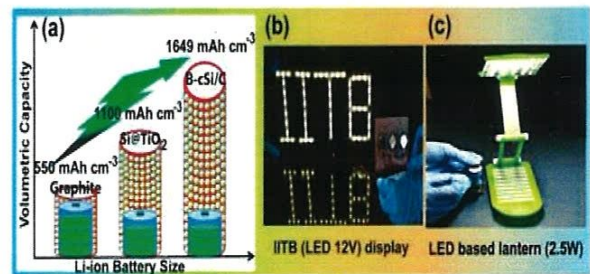 (a)
1649 mAh cm-3
B-cSi/C
1100 mAh cm-3
Si@TiO2
550 mAh cm-3
Graphite
Volumetric Capacity
Li-ion Battery Size
(b)
IITB
IITB
IITB (LED 12V) display
(c)
LED based lantern (2.5W)